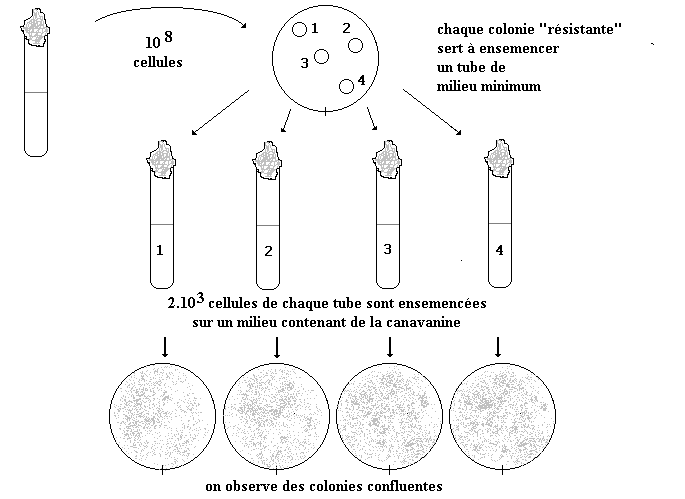 10 8
cellules
1 2
3
4
chaque colonie "résistante"
sert à ensemencer
un tube de
milieu minimum
1 2 3 4
2.10 3 cellules de chaque tube sont ensemencées
sur un milieu contenant de la canavanine
on observe des colonies confluentes